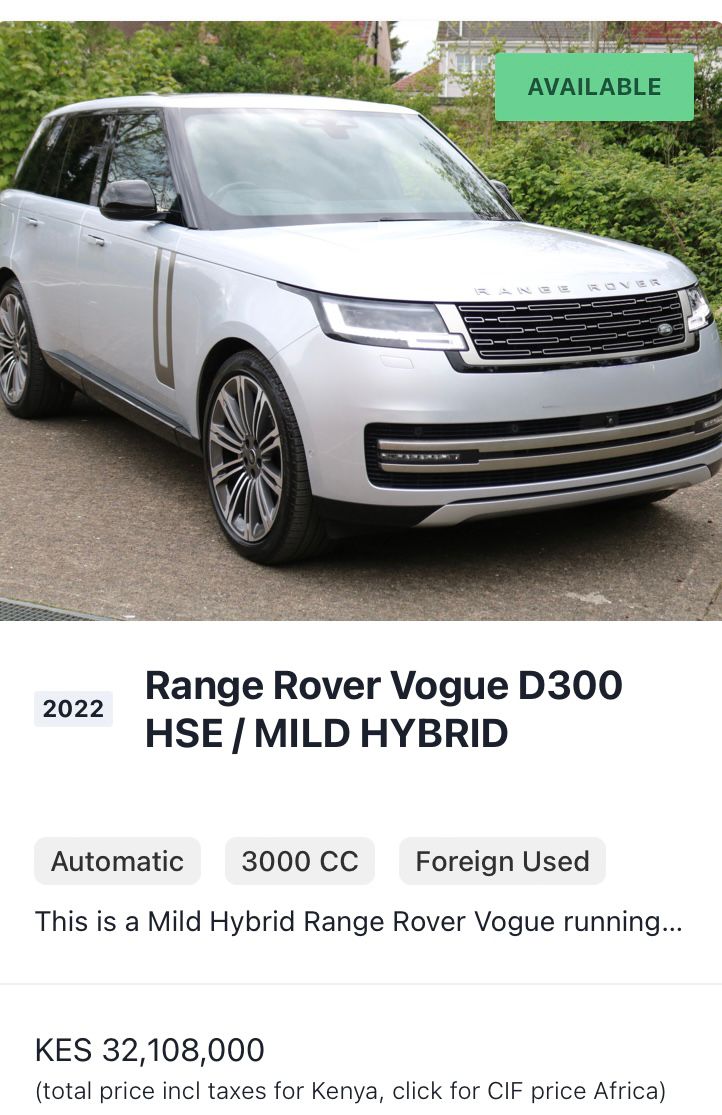 AVAILABLE
RANGE ROVER
2022
Range Rover Vogue D300
HSE / MILD HYBRID
Automatic
3000 CC
Foreign Used
This is a Mild Hybrid Range Rover Vogue running...
KES 32,108,000
(total price incl taxes for Kenya, click for CIF price Africa)